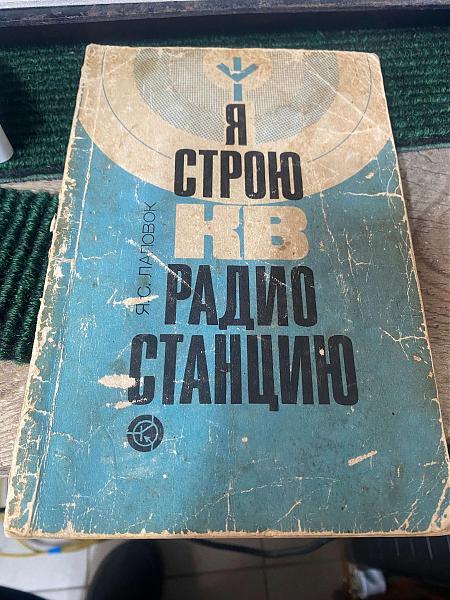 Я
СТРОЮ
КВ
РАДИО
СТАНЦИЮ
Я. С. ЛАПОВОК